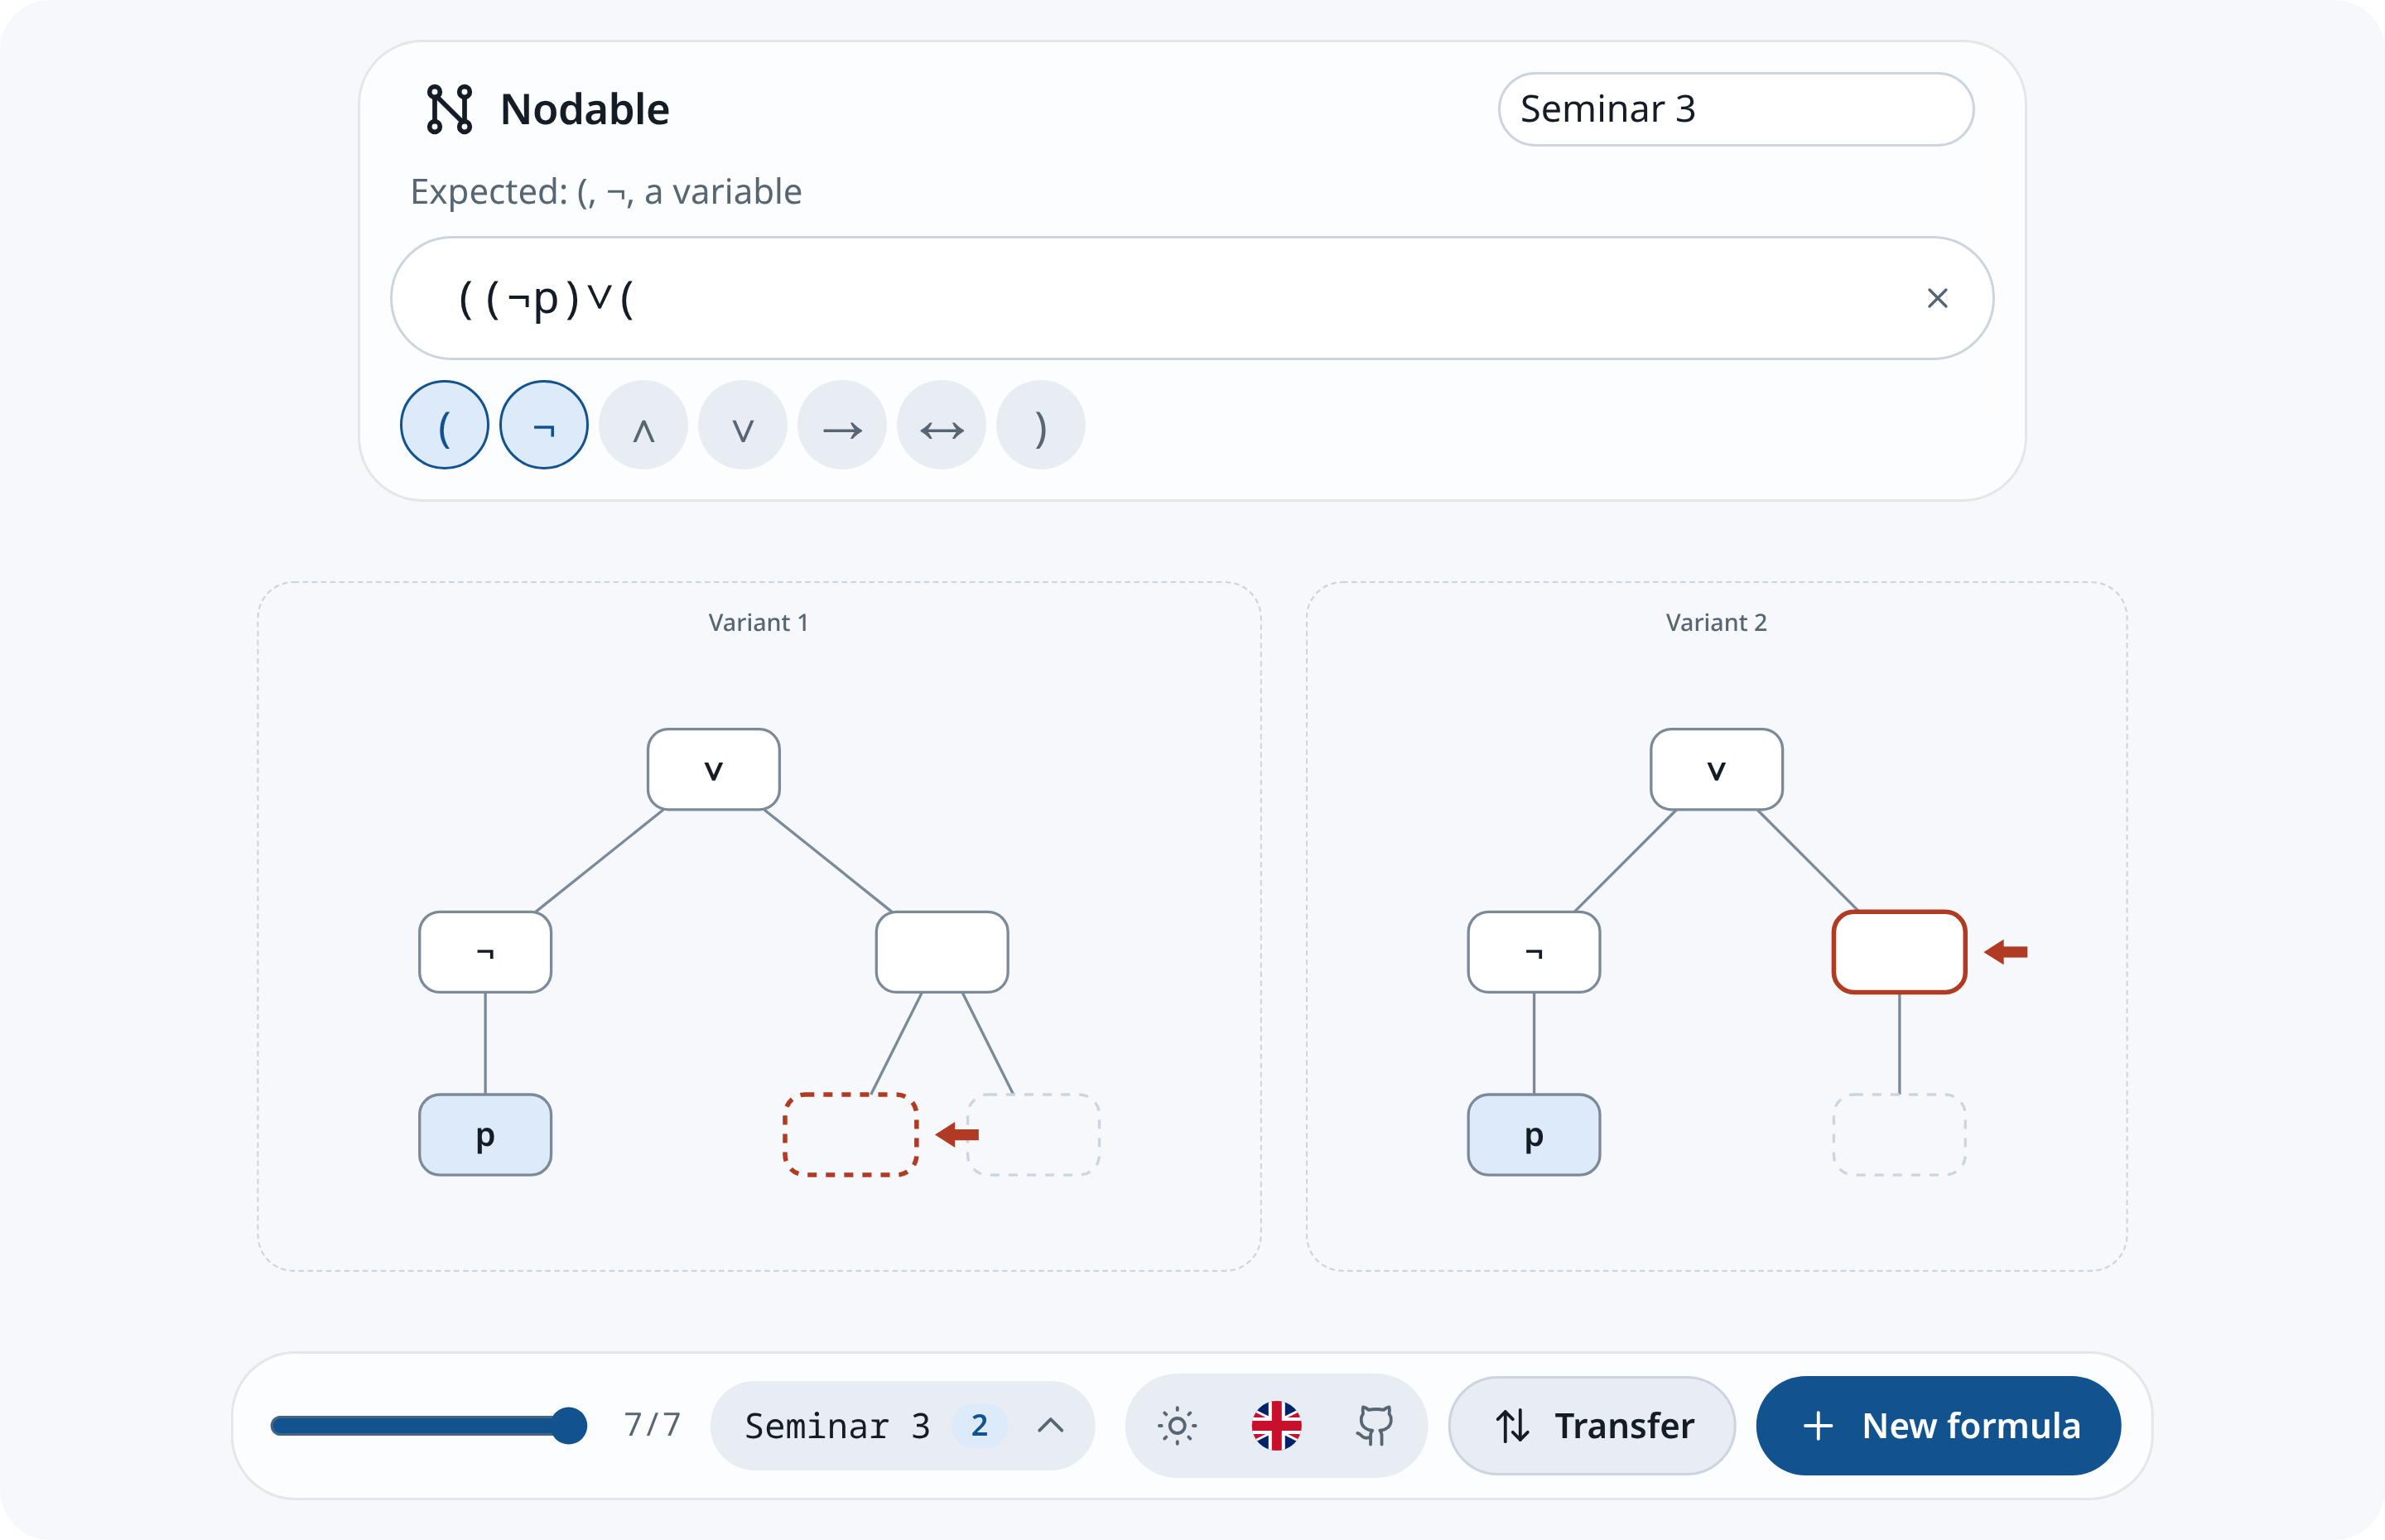 Nodable
Seminar 3
Expected: (, ¬, a variable
((¬p)∨(
( ¬ ∧ ∨ → ↔ )
Variant 1
Variant 2
∨
∨
¬
¬
p
p
7/7
Seminar 3 2
Transfer
New formula